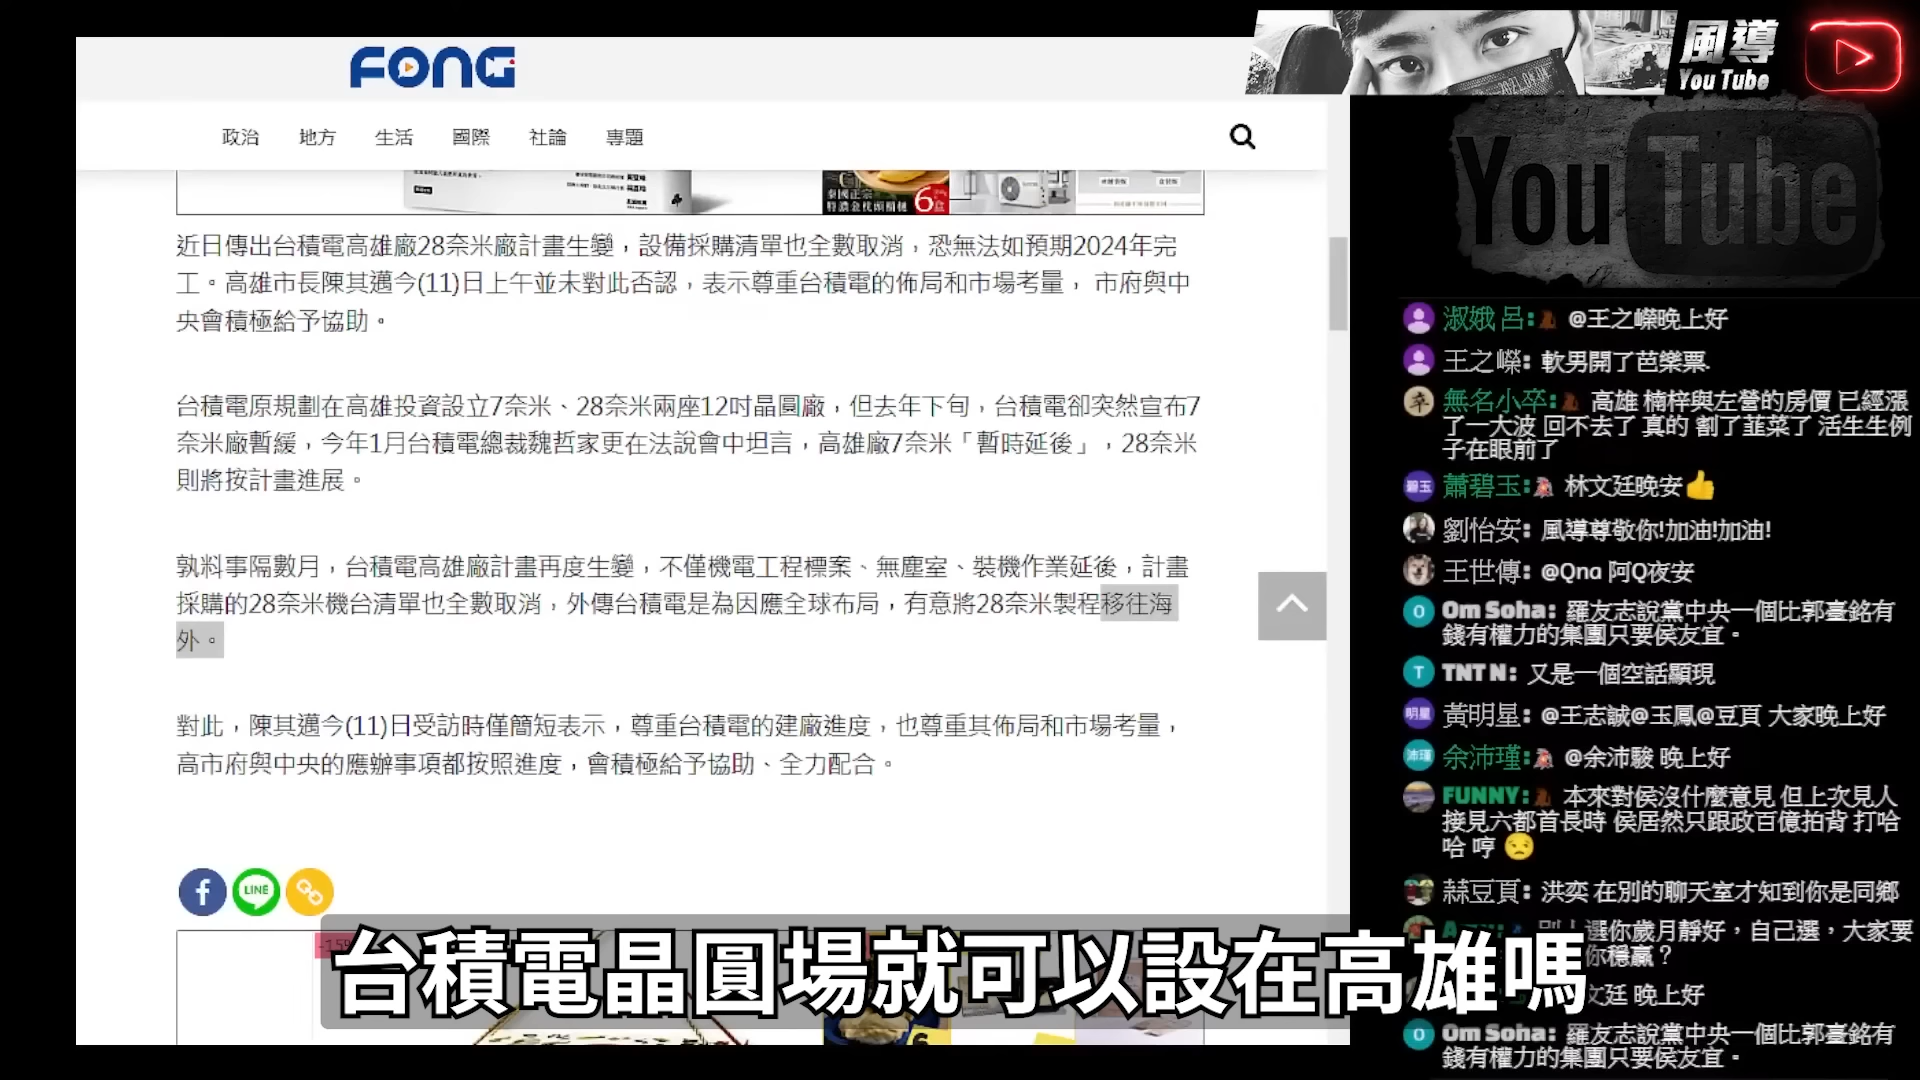 FONG
風導
You Tube
You Tube
政治 地方 生活 國際 社論 專題
6盒
近日傳出台積電高雄廠28奈米廠計畫生變，設備採購清單也全數取消，恐無法如預期2024年完
工。高雄市長陳其邁今(11)日上午並未對此否認，表示尊重台積電的佈局和市場考量， 市府與中
央會積極給予協助。
台積電原規劃在高雄投資設立7奈米、28奈米兩座12吋晶圓廠，但去年下旬，台積電卻突然宣布7
奈米廠暫緩，今年1月台積電總裁魏哲家更在法說會中坦言，高雄廠7奈米「暫時延後」，28奈米
則將按計畫進展。
孰料事隔數月，台積電高雄廠計畫再度生變，不僅機電工程標案、無塵室、裝機作業延後，計畫
採購的28奈米機台清單也全數取消，外傳台積電是為因應全球布局，有意將28奈米製程移往海
外。
對此，陳其邁今(11)日受訪時僅簡短表示，尊重台積電的建廠進度，也尊重其佈局和市場考量，
高市府與中央的應辦事項都按照進度，會積極給予協助、全力配合。
LINE
台積電晶圓場就可以設在高雄嗎
淑娥 呂: @王之嶸晚上好
王之嶸: 軟男開了芭樂票.
卒 無名小卒: 高雄 楠梓與左營的房價 已經漲
了一大波 回不去了 真的 割了韮菜了 活生生例
子在眼前了
碧玉 蕭碧玉: 林文廷晚安👍
劉怡安: 風導尊敬你!加油!加油!
王世傳: @Qna 阿Q夜安
O Om Soha: 羅友志說黨中央一個比郭臺銘有
錢有權力的集團只要侯友宜。
T TNT N: 又是一個空話顯現
明星 黃明星: @王志誠@玉鳳@豆頁 大家晚上好
沛瑾 余沛瑾: @余沛駿 晚上好
FUNNY: 本來對侯沒什麼意見 但上次見人
接見六都首長時 侯居然只跟政百億拍背 打哈
哈 哼 😒
蒜豆頁: 洪奕 在別的聊天室才知到你是同鄉
選你歲月靜好，自己選，大家要
你穩贏？
文廷 晚上好
O Om Soha: 羅友志說黨中央一個比郭臺銘有
錢有權力的集團只要侯友宜。